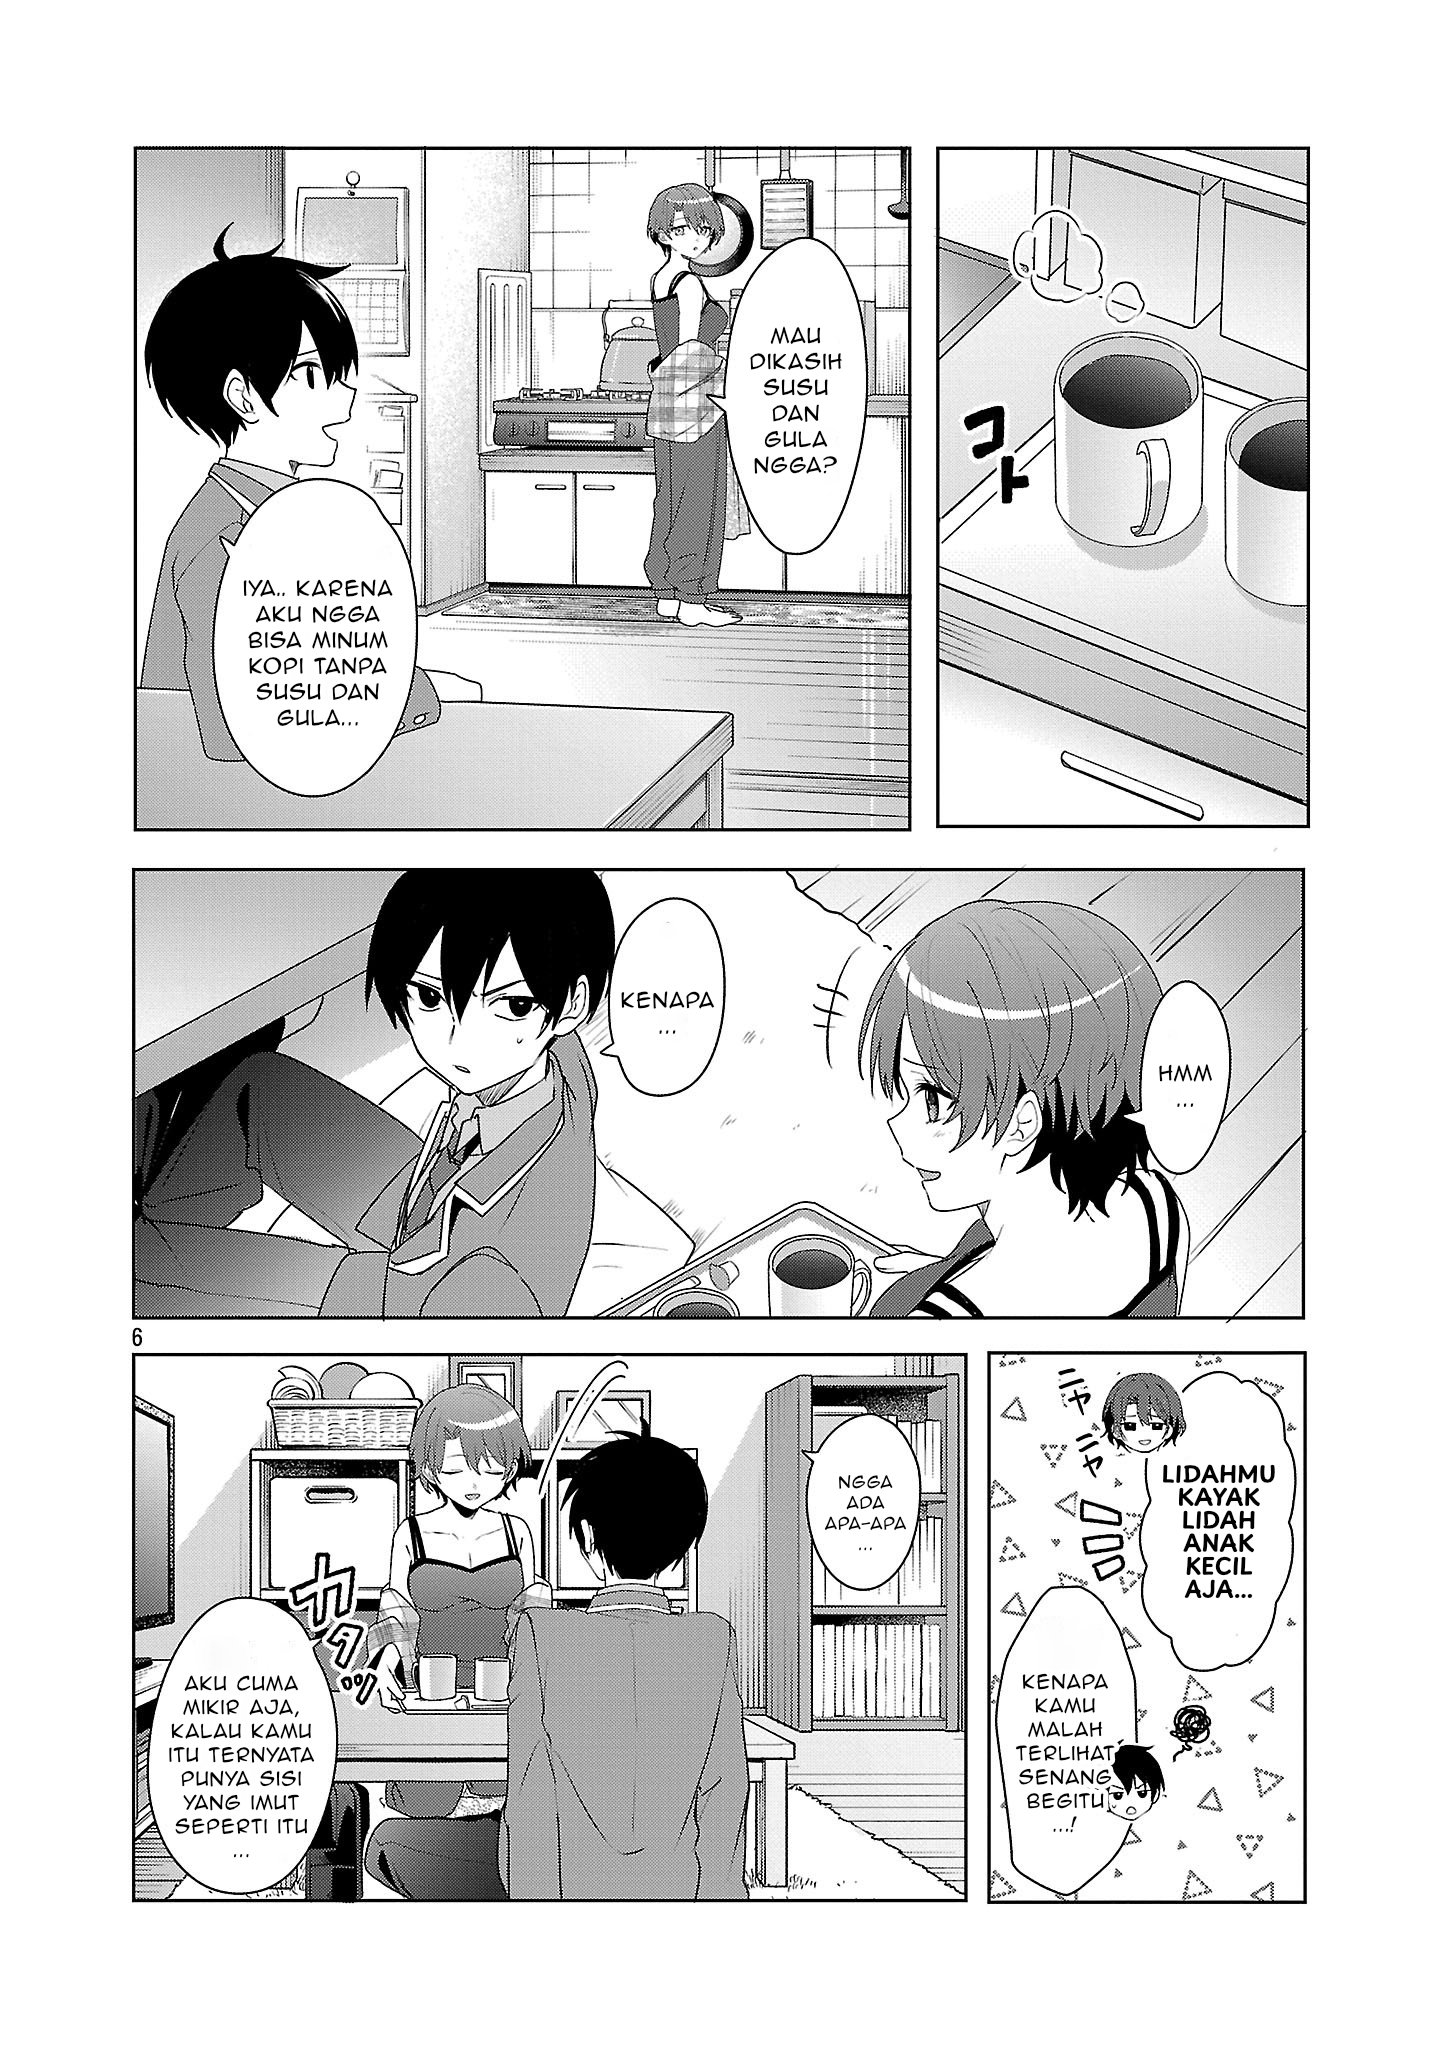 コトッ
MAU
DIKASIH
SUSU
DAN
GULA
NGGA?
IYA.. KARENA
AKU NGGA
BISA MINUM
KOPI TANPA
SUSU DAN
GULA...
HMM
...
KENAPA
...
6
ニヤ
ニヤ
LIDAHMU
KAYAK
LIDAH
ANAK
KECIL
AJA...
KENAPA
KAMU
MALAH
TERLIHAT
SENANG
BEGITU
...!
NGGA
ADA
APA-APA
...
カタッ
AKU CUMA
MIKIR AJA,
KALAU KAMU
ITU TERNYATA
PUNYA SISI
YANG IMUT
SEPERTI ITU
...